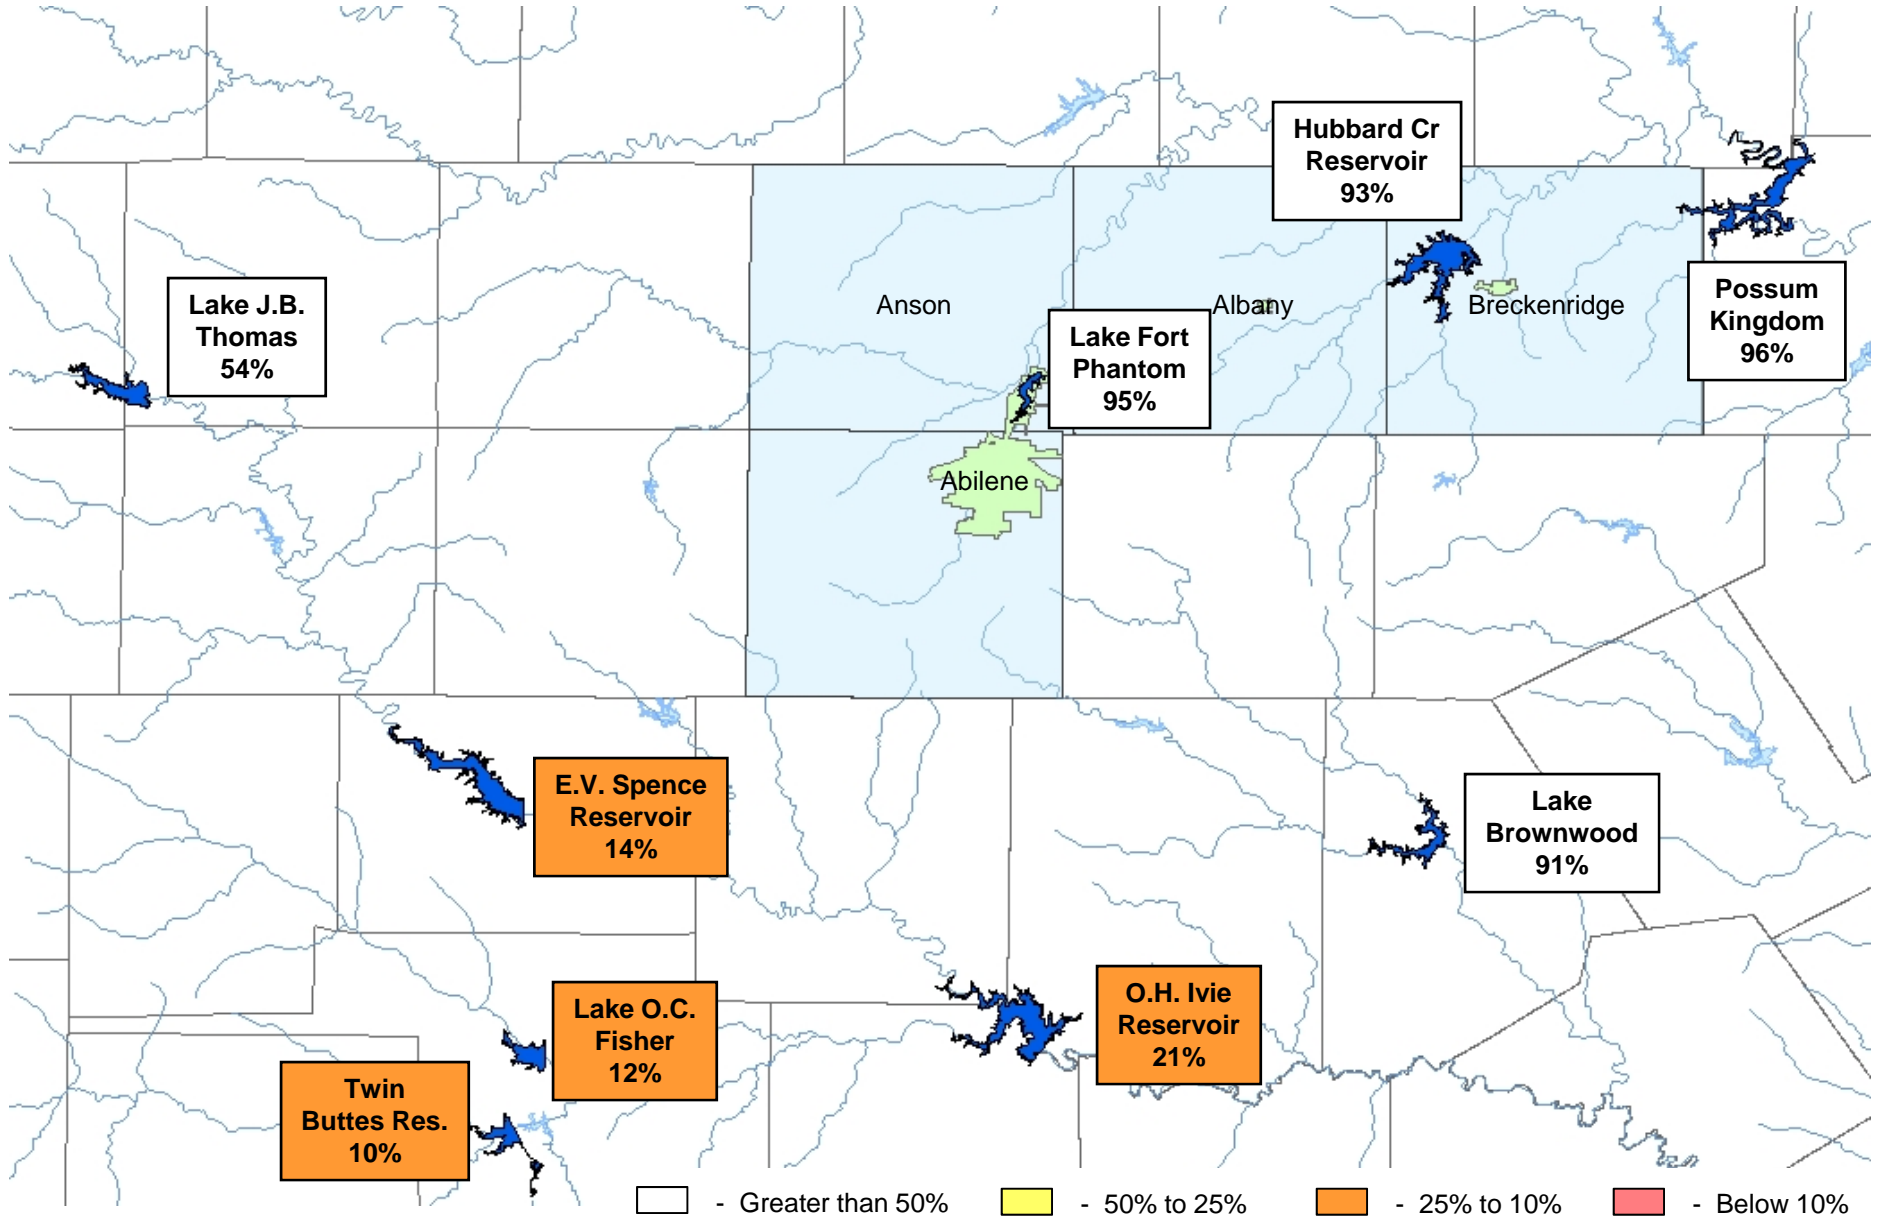 Hubbard Cr
Reservoir
93%
Lake J.B.
Thomas
54%
Anson
Albany
Breckenridge
Possum
Kingdom
96%
Lake Fort
Phantom
95%
Abilene
E.V. Spence
Reservoir
14%
Lake
Brownwood
91%
Lake O.C.
Fisher
12%
O.H. Ivie
Reservoir
21%
Twin
Buttes Res.
10%
- Greater than 50%
- 50% to 25%
- 25% to 10%
- Below 10%